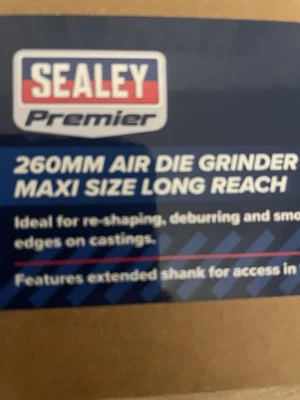 SEALEY
Premier
260MM AIR DIE GRINDER
MAXI SIZE LONG REACH
Ideal for re-shaping, deburring and smo
edges on castings.
Features extended shank for access in